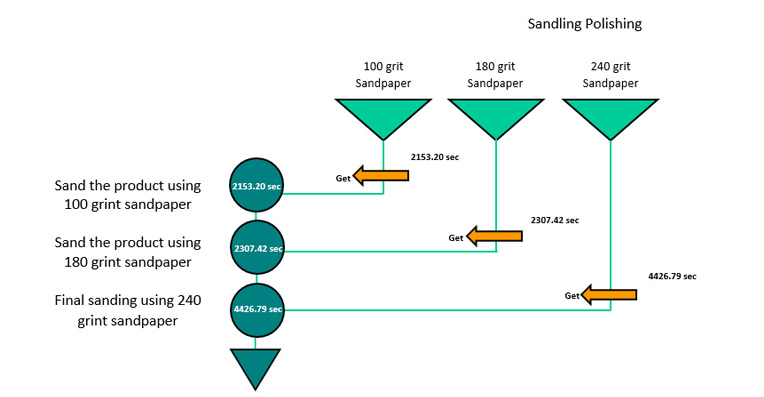 Sandling Polishing
100 grit
Sandpaper
180 grit
Sandpaper
240 grit
Sandpaper
2153.20 sec
Get
2153.20 sec
Sand the product using
100 grint sandpaper
2307.42 sec
Get
2307.42 sec
Sand the product using
180 grint sandpaper
4426.79 sec
Get
4426.79 sec
Final sanding using 240
grint sandpaper